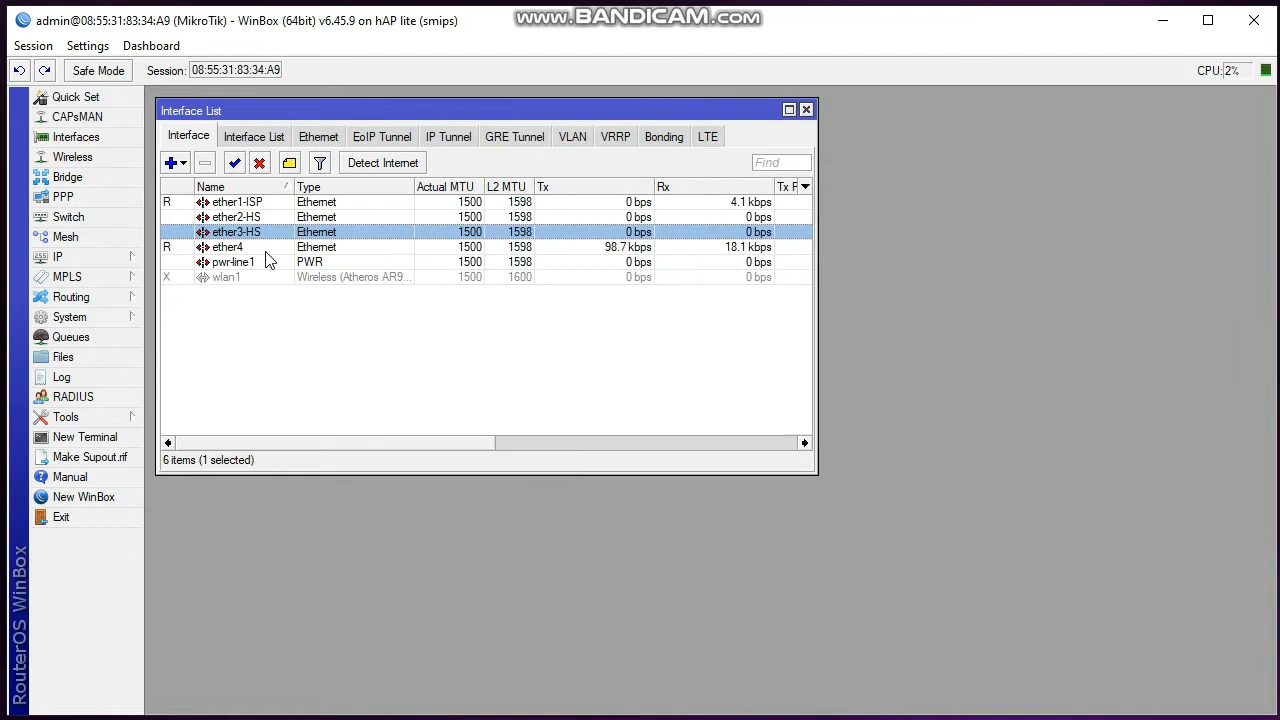 admin@08:55:31:83:34:A9 (MikroTik) - WinBox (64bit) v6.45.9 on hAP lite (smips)
www.BANDICAM.com
Session Settings Dashboard
Safe Mode Session: 08:55:31:83:34:A9 CPU: 2%
Quick Set
CAPsMAN
Interfaces
Wireless
Bridge
PPP
Switch
Mesh
IP
MPLS
Routing
System
Queues
Files
Log
RADIUS
Tools
New Terminal
Make Supout.rif
Manual
New WinBox
Exit
RouterOS WinBox
Interface List
Interface Interface List Ethernet EoIP Tunnel IP Tunnel GRE Tunnel VLAN VRRP Bonding LTE
Detect Internet Find
Name Type Actual MTU L2 MTU Tx Rx Tx P
R ether1-ISP Ethernet 1500 1598 0 bps 4.1 kbps
ether2-HS Ethernet 1500 1598 0 bps 0 bps
ether3-HS Ethernet 1500 1598 0 bps 0 bps
R ether4 Ethernet 1500 1598 98.7 kbps 18.1 kbps
pwr-line1 PWR 1500 1598 0 bps 0 bps
X wlan1 Wireless (Atheros AR9... 1500 1600 0 bps 0 bps
6 items (1 selected)